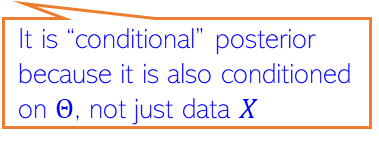 It is “conditional” posterior
because it is also conditioned
on Θ, not just data X